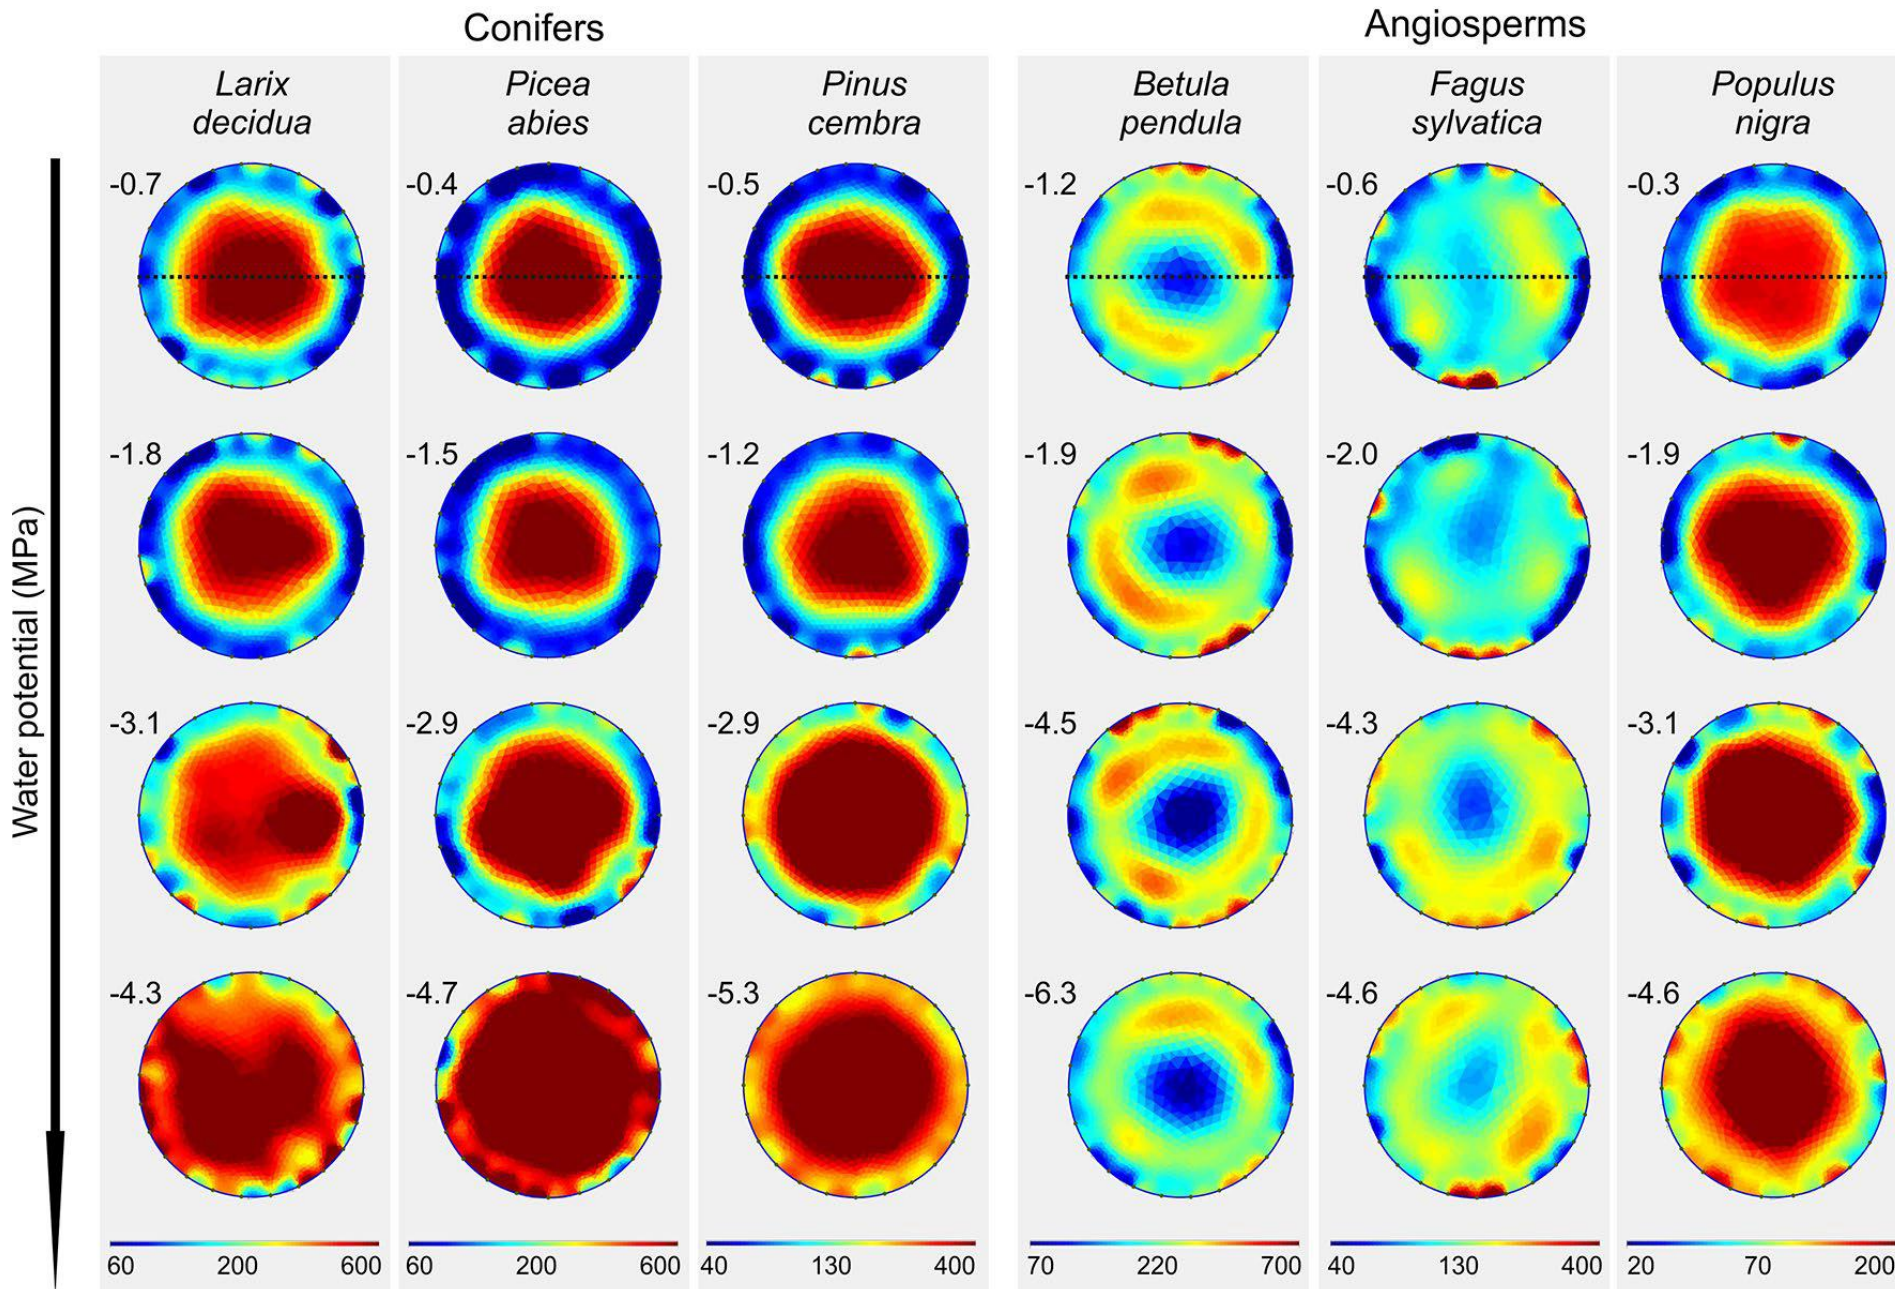 Conifers
Angiosperms
Larix
decidua
Picea
abies
Pinus
cembra
Betula
pendula
Fagus
sylvatica
Populus
nigra
Water potential (MPa)
-0.7 -0.4 -0.5 -1.2 -0.6 -0.3
-1.8 -1.5 -1.2 -1.9 -2.0 -1.9
-3.1 -2.9 -2.9 -4.5 -4.3 -3.1
-4.3 -4.7 -5.3 -6.3 -4.6 -4.6
60 200 600 60 200 600 40 130 400 70 220 700 40 130 400 20 70 200